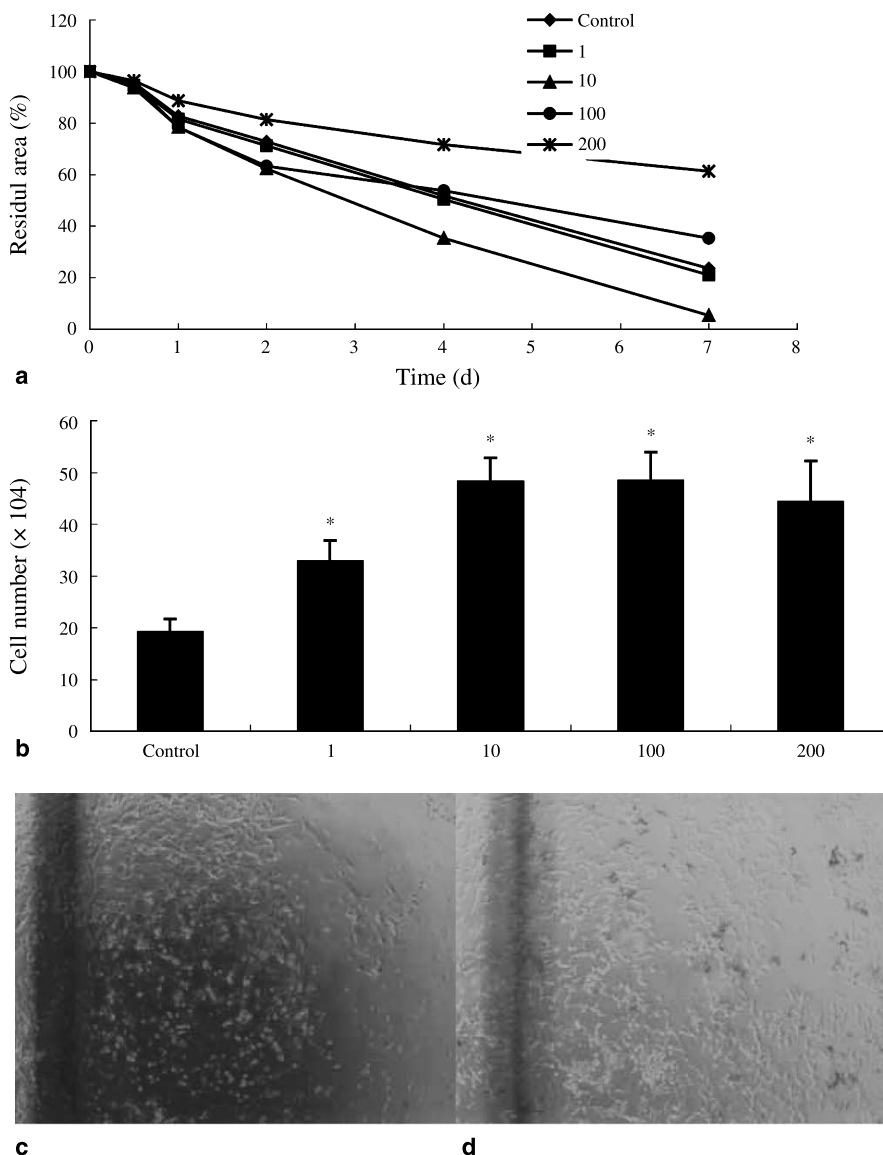 120
100
80
60
40
20
0
Residul area (%)
Control
1
10
100
200
0 1 2 3 4 5 6 7 8
Time (d)
a
60
50
40
30
20
10
0
Cell number (× 104)
* * * *
Control 1 10 100 200
b
c d